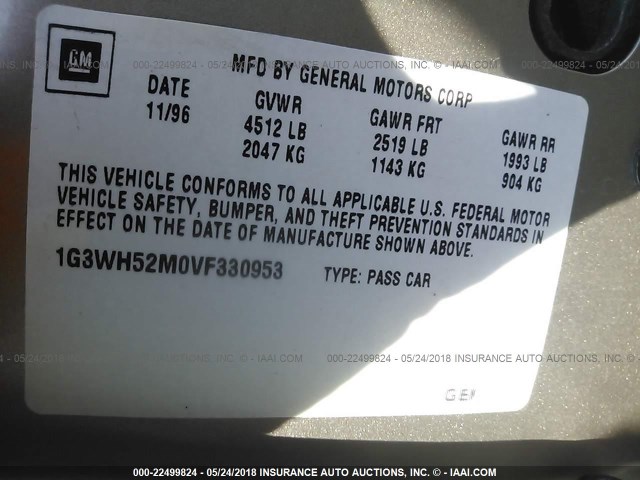 GM
MFD BY GENERAL MOTORS CORP
DATE GVWR GAWR FRT GAWR RR
11/96 4512 LB 2519 LB 1993 LB
2047 KG 1143 KG 904 KG
THIS VEHICLE CONFORMS TO ALL APPLICABLE U.S. FEDERAL MOTOR
VEHICLE SAFETY, BUMPER, AND THEFT PREVENTION STANDARDS IN
EFFECT ON THE DATE OF MANUFACTURE SHOWN ABOVE.
1G3WH52M0VF330953 TYPE: PASS CAR
000-22499824 - 05/24/2018 INSURANCE AUTO AUCTIONS, INC. - © IAAI.COM